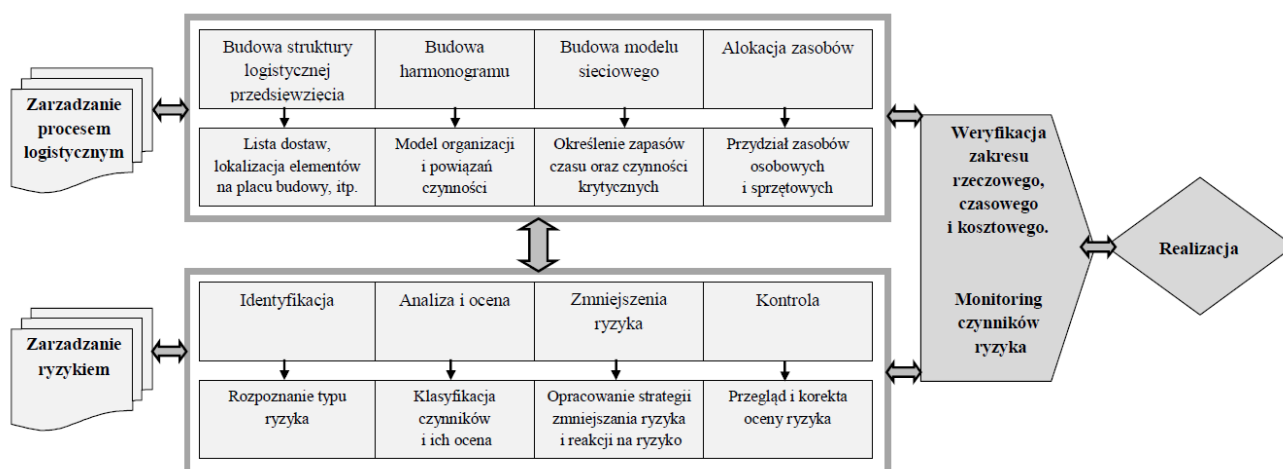 Zarzadzanie
procesem
logistycznym
Budowa struktury
logistycznej
przedsięwzięcia
Budowa
harmonogramu
Budowa modelu
sieciowego
Alokacja zasobów
Lista dostaw,
lokalizacja elementów
na placu budowy, itp.
Model organizacji
i powiązań
czynności
Określenie zapasów
czasu oraz czynności
krytycznych
Przydział zasobów
osobowych
i sprzętowych
Zarzadzanie
ryzykiem
Identyfikacja
Analiza i ocena
Zmniejszenia
ryzyka
Kontrola
Rozpoznanie typu
ryzyka
Klasyfikacja
czynników
i ich ocena
Opracowanie strategii
zmniejszania ryzyka
i reakcji na ryzyko
Przegląd i korekta
oceny ryzyka
Weryfikacja
zakresu
rzeczowego,
czasowego
i kosztowego.
Monitoring
czynników
ryzyka
Realizacja